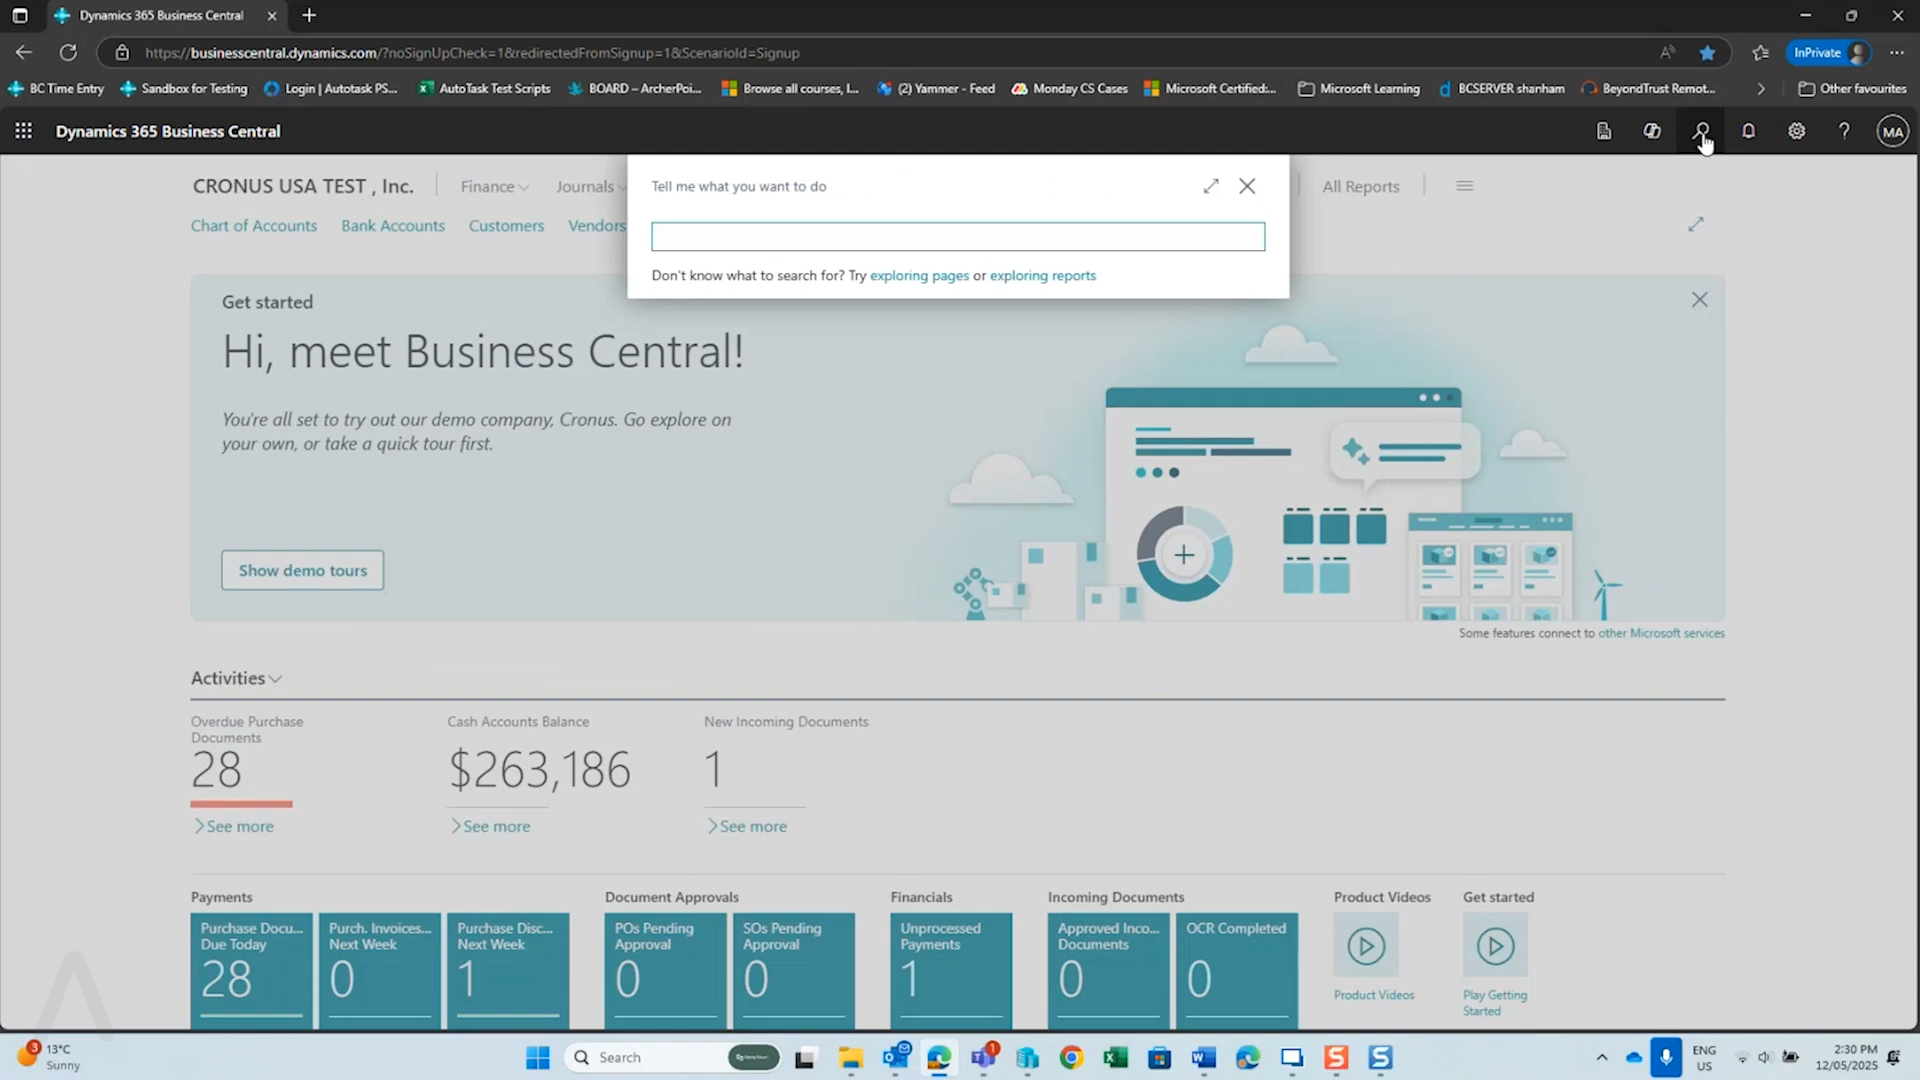 Dynamics 365 Business Central
https://businesscentral.dynamics.com/?noSignUpCheck=1&redirectedFromSignup=1&ScenarioId=Signup
InPrivate
BC Time Entry
Sandbox for Testing
Login | Autotask PS...
AutoTask Test Scripts
BOARD – ArcherPoi...
Browse all courses, l...
(2) Yammer - Feed
Monday CS Cases
Microsoft Certified:...
Microsoft Learning
BCSERVER shanham
BeyondTrust Remot...
Other favourites
Dynamics 365 Business Central
MA
CRONUS USA TEST , Inc.
Finance
Journals
All Reports
Chart of Accounts
Bank Accounts
Customers
Vendors
Tell me what you want to do
Don't know what to search for? Try exploring pages or exploring reports
Get started
Hi, meet Business Central!
You're all set to try out our demo company, Cronus. Go explore on
your own, or take a quick tour first.
Show demo tours
Some features connect to other Microsoft services
Activities
Overdue Purchase
Documents
28
See more
Cash Accounts Balance
$263,186
See more
New Incoming Documents
1
See more
Payments
Purchase Docu...
Due Today
28
Purch. Invoices...
Next Week
0
Purchase Disc...
Next Week
1
Document Approvals
POs Pending
Approval
0
SOs Pending
Approval
0
Financials
Unprocessed
Payments
1
Incoming Documents
Approved Inco...
Documents
0
OCR Completed
0
Product Videos
Product Videos
Get started
Play Getting
Started
3
13°C
Sunny
Search
1
ENG
US
2:30 PM
12/05/2025